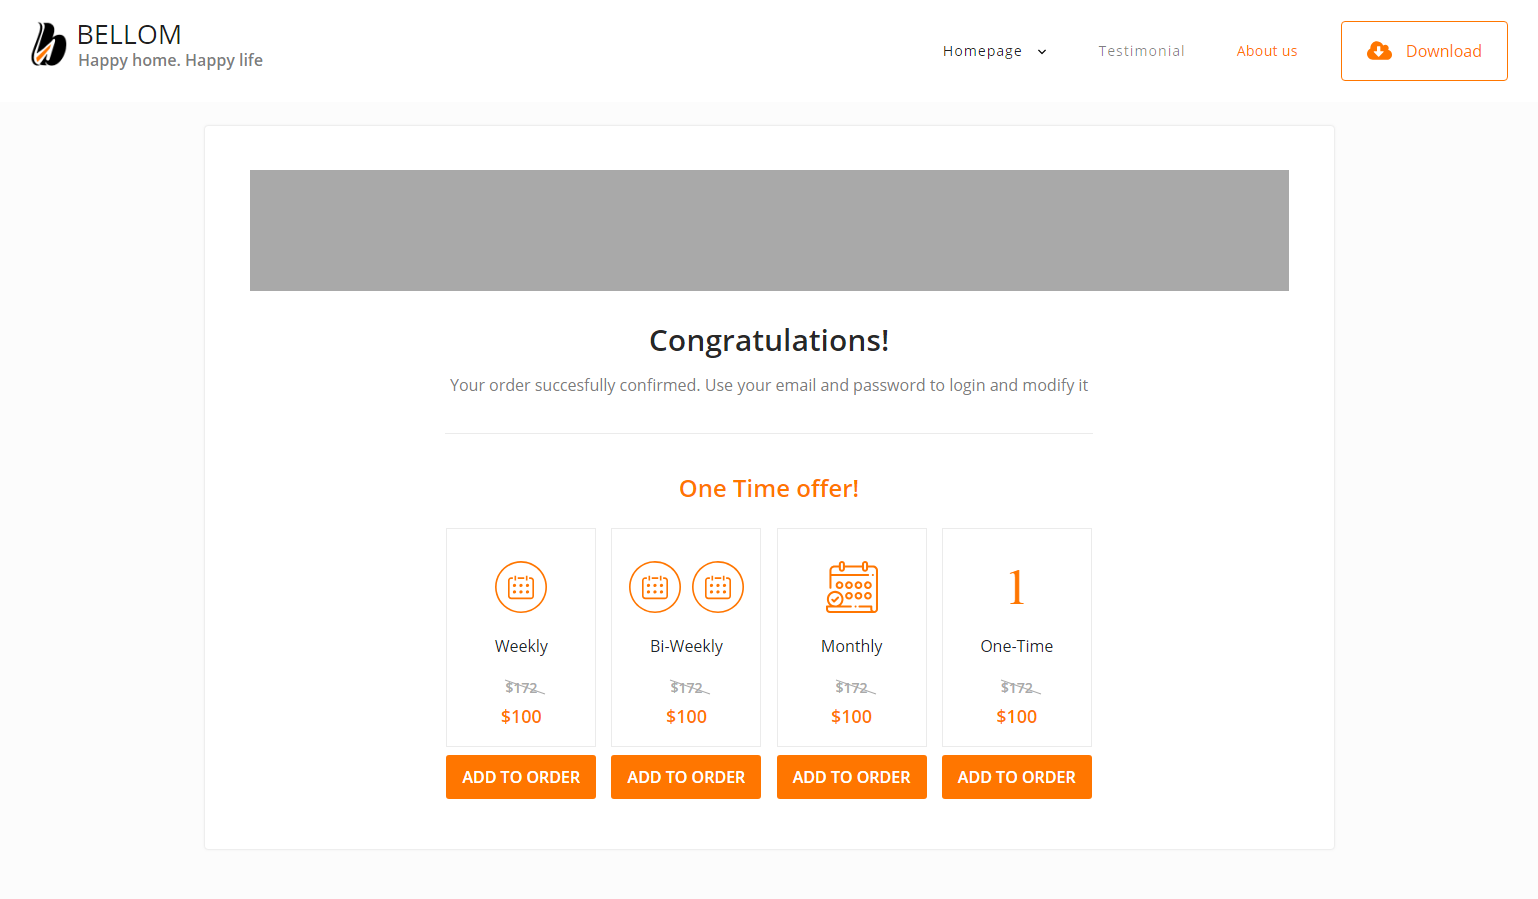 BELLOM
Happy home. Happy life
Homepage
Testimonial
About us
Download
Congratulations!
Your order succesfully confirmed. Use your email and password to login and modify it
One Time offer!
Weekly
$172
$100
ADD TO ORDER
Bi-Weekly
$172
$100
ADD TO ORDER
Monthly
$172
$100
ADD TO ORDER
1
One-Time
$172
$100
ADD TO ORDER